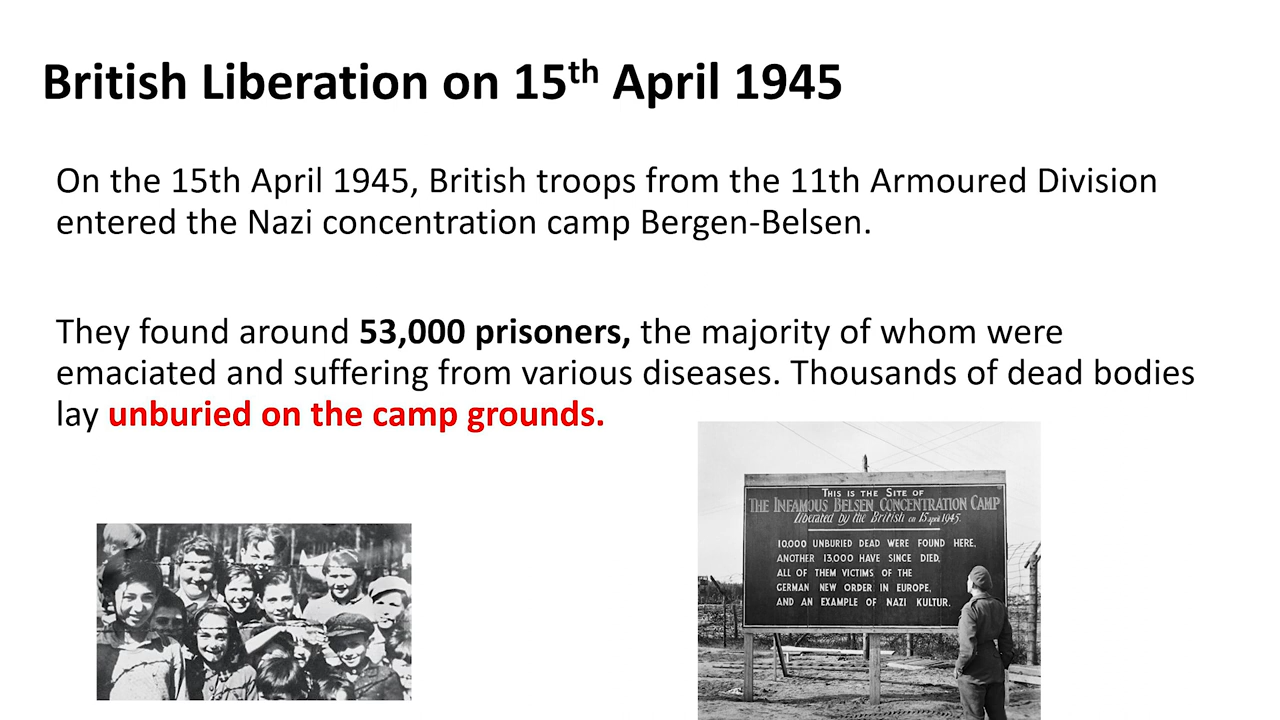 British Liberation on 15th April 1945
On the 15th April 1945, British troops from the 11th Armoured Division
entered the Nazi concentration camp Bergen-Belsen.
They found around 53,000 prisoners, the majority of whom were
emaciated and suffering from various diseases. Thousands of dead bodies
lay unburied on the camp grounds.
THIS IS THE SITE OF
THE INFAMOUS BELSEN CONCENTRATION CAMP
Liberated by the British on 15 april 1945.
10,000 UNBURIED DEAD WERE FOUND HERE,
ANOTHER 13,000 HAVE SINCE DIED,
ALL OF THEM VICTIMS OF THE
GERMAN NEW ORDER IN EUROPE,
AND AN EXAMPLE OF NAZI KULTUR.